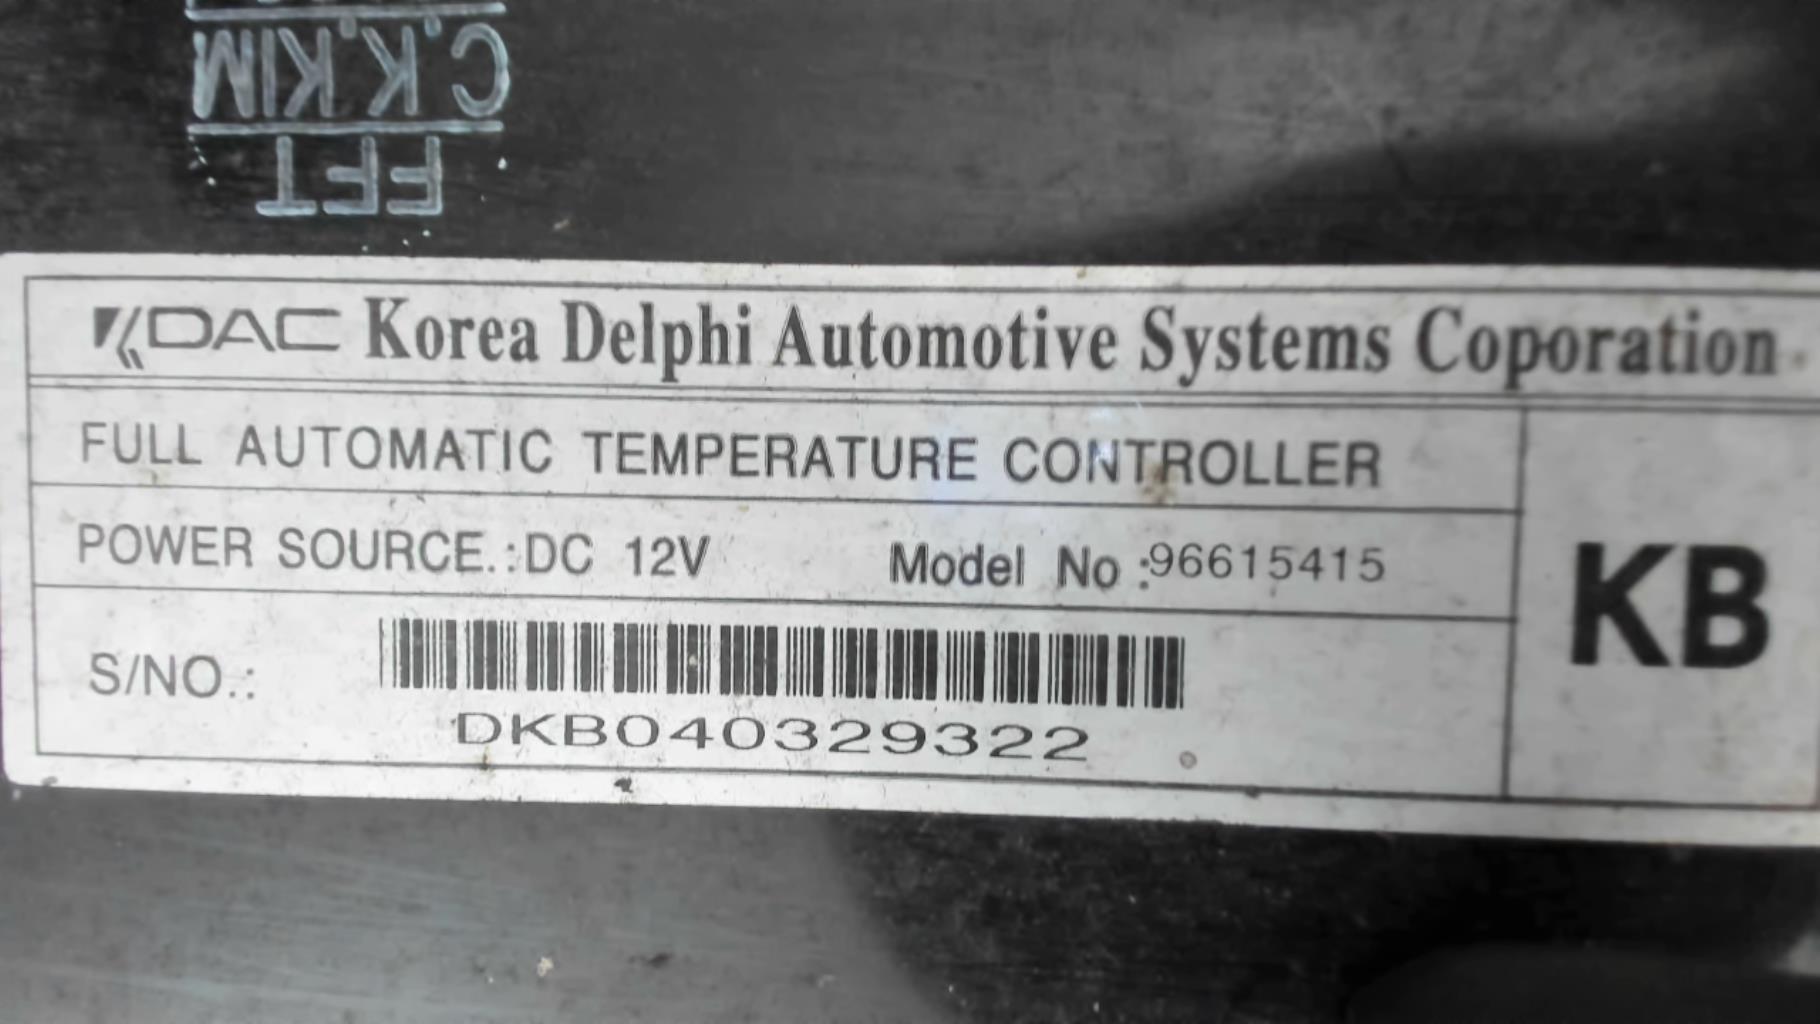 C.K.KIM
FFT
KDAC Korea Delphi Automotive Systems Coporation
FULL AUTOMATIC TEMPERATURE CONTROLLER
POWER SOURCE.:DC 12V Model No :96615415
KB
S/NO.:
DKB040329322